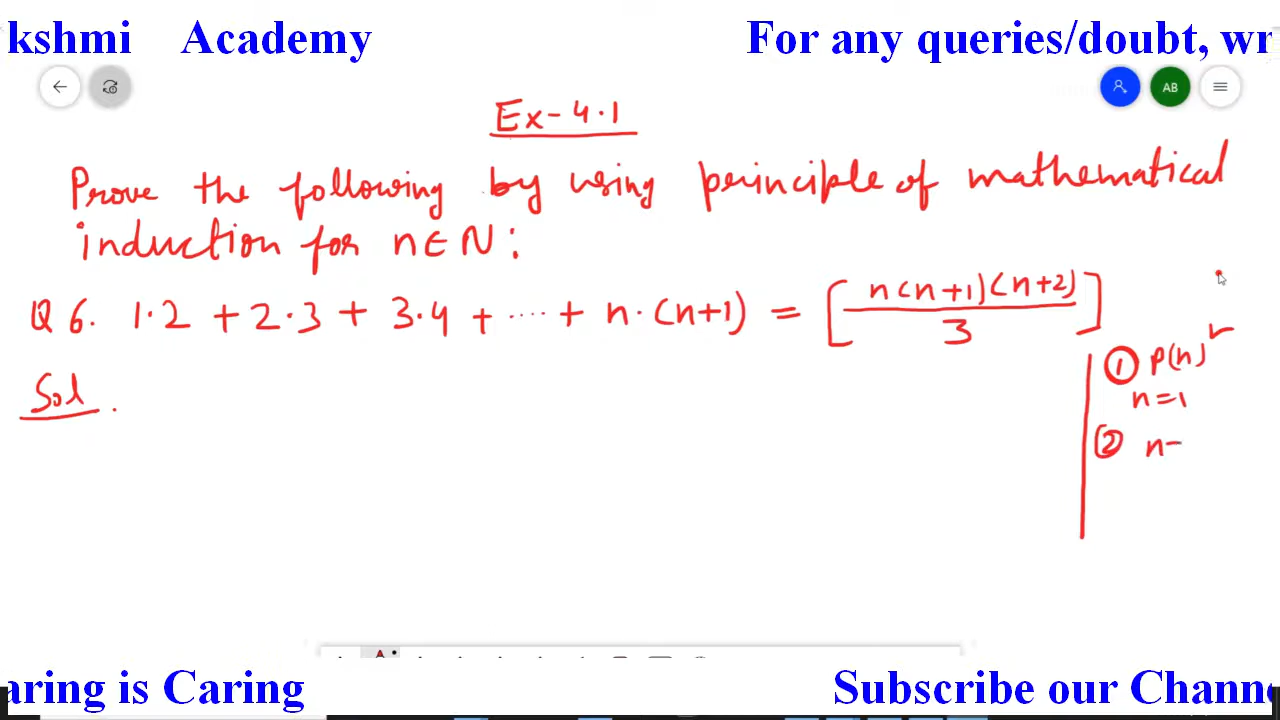 kshmi Academy For any queries/doubt, wr
AB
Ex-4.1
Prove the following by using principle of mathematical
induction for n∈N:
Q 6. 1·2 + 2·3 + 3·4 + ···· + n·(n+1) = [n(n+1)(n+2)/3]
① P(n) ✓
n=1
Sol.
② n-
aring is Caring Subscribe our Channe